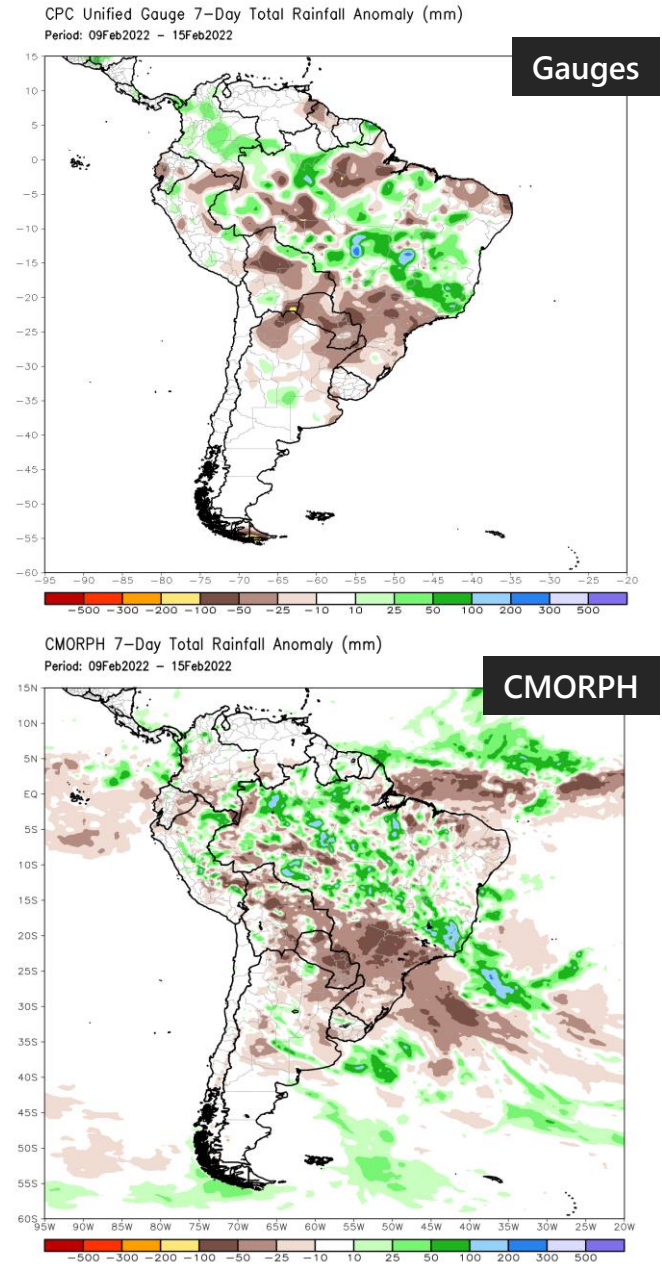 CPC Unified Gauge 7-Day Total Rainfall Anomaly (mm)
Period: 09Feb2022 - 15Feb2022
Gauges
15
10
5
0
-5
-10
-15
-20
-25
-30
-35
-40
-45
-50
-55
-60
-95 -90 -85 -80 -75 -70 -65 -60 -55 -50 -45 -40 -35 -30 -25 -20
-500 -300 -200 -100 -50 -25 -10 10 25 50 100 200 300 500
CMORPH 7-Day Total Rainfall Anomaly (mm)
Period: 09Feb2022 - 15Feb2022
CMORPH
15N
10N
5N
EQ
5S
10S
15S
20S
25S
30S
35S
40S
45S
50S
55S
60S
95W 90W 85W 80W 75W 70W 65W 60W 55W 50W 45W 40W 35W 30W 25W 20W
-500 -300 -200 -100 -50 -25 -10 10 25 50 100 200 300 500